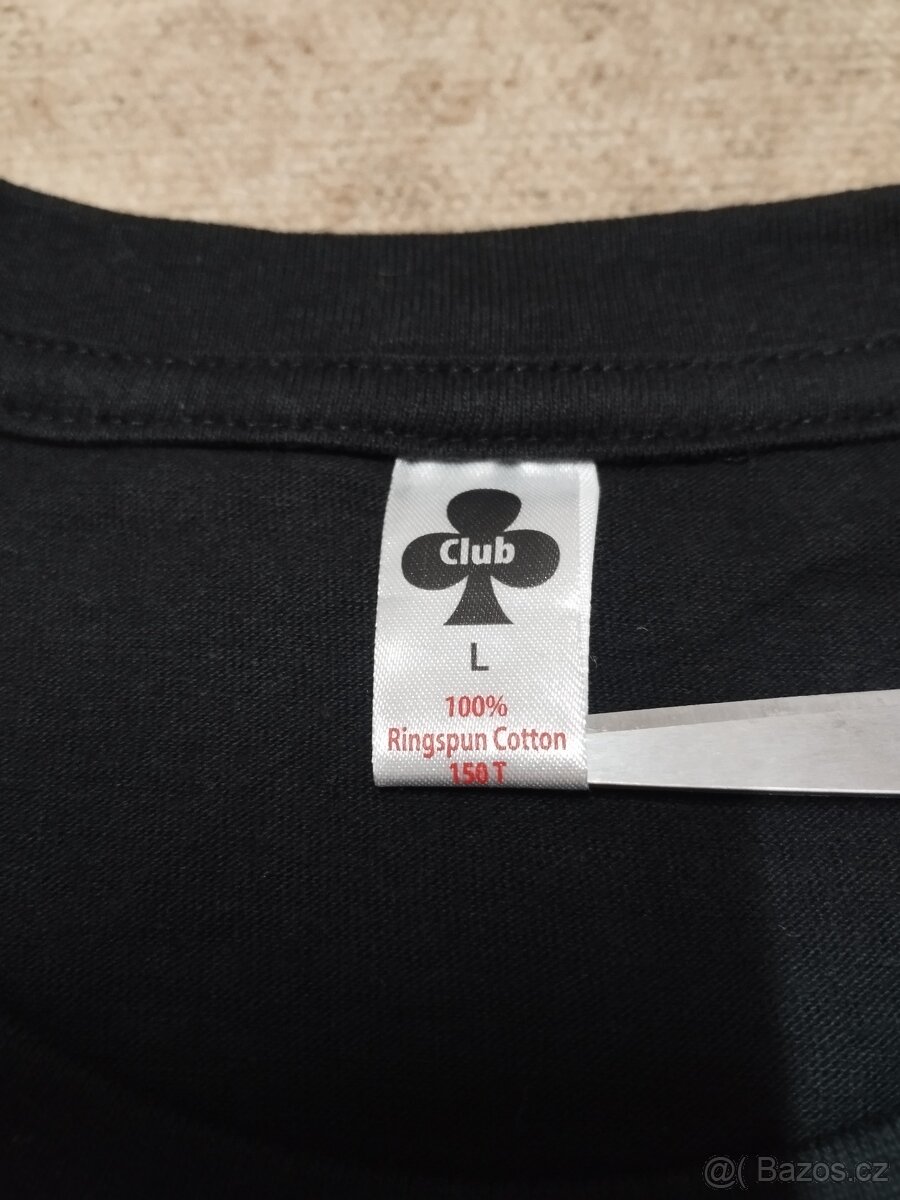 Club
L
100%
Ringspun Cotton
150 T
@( Bazos.cz